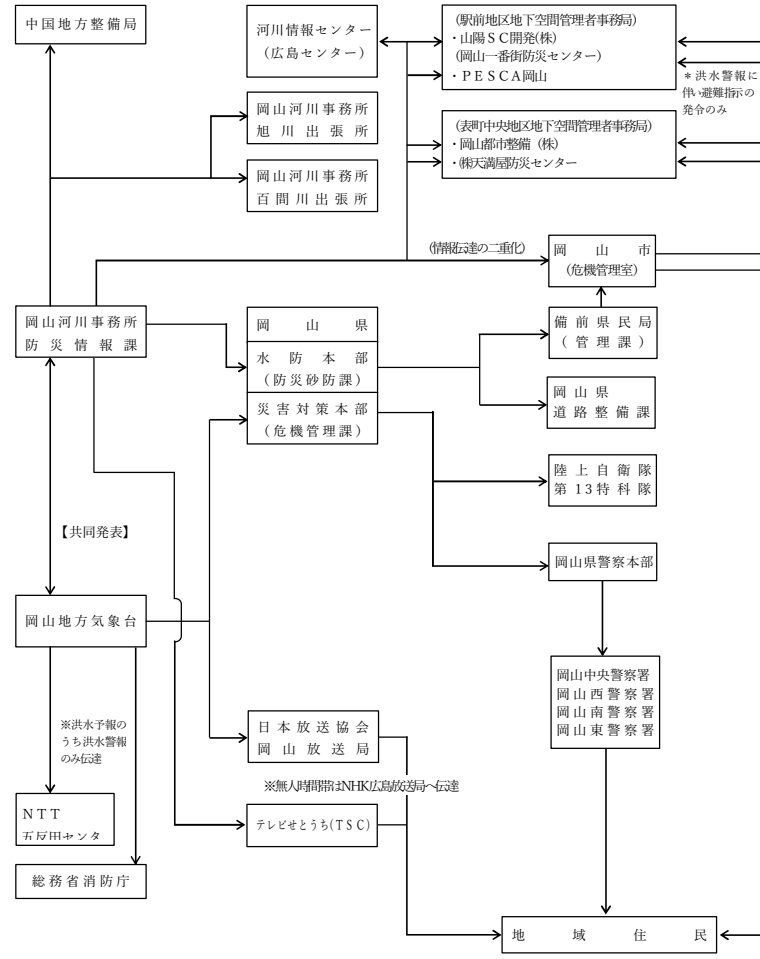 中国地方整備局
河川情報センター
（広島センター）
(駅前地区地下空間管理者事務局)
・山陽ＳＣ開発(株)
(岡山一番街防災センター)
・ＰＥＳＣＡ岡山
＊洪水警報に
伴い避難指示の
発令のみ
岡山河川事務所
旭川出張所
(表町中央地区地下空間管理者事務局)
・岡山都市整備（株）
・㈱天満屋防災センター
岡山河川事務所
百間川出張所
(情報伝達の二重化)
岡山市
(危機管理室)
岡山河川事務所
防災情報課
岡山県
水防本部
（防災砂防課）
災害対策本部
（危機管理課）
備前県民局
（管理課）
岡山県
道路整備課
陸上自衛隊
第13特科隊
【共同発表】
岡山県警察本部
岡山地方気象台
岡山中央警察署
岡山西警察署
岡山南警察署
岡山東警察署
※洪水予報の
うち洪水警報
のみ伝達
日本放送協会
岡山放送局
※無人時間帯はNHK広島放送局へ伝達
ＮＴＴ
五反田センタ
テレビせとうち(ＴＳＣ)
総務省消防庁
地域住民